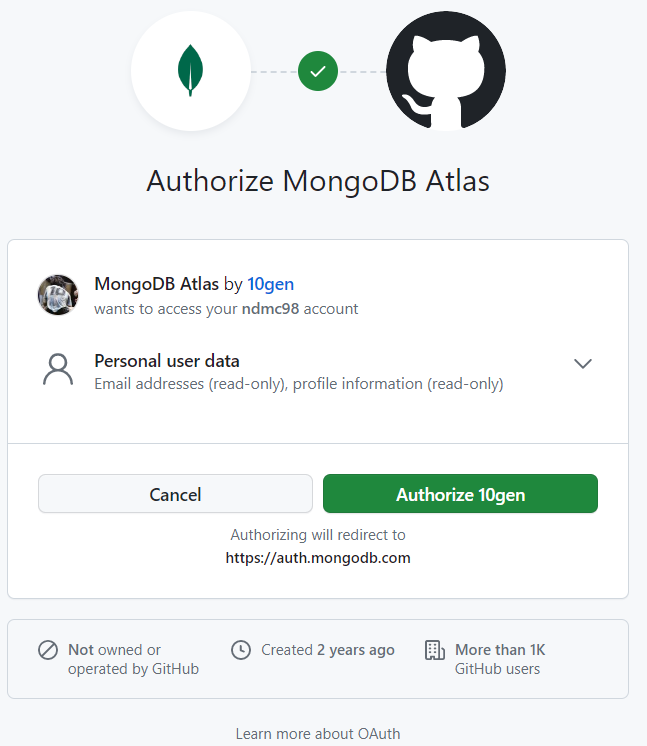 Authorize MongoDB Atlas
MongoDB Atlas by 10gen
wants to access your ndmc98 account
Personal user data
Email addresses (read-only), profile information (read-only)
Cancel
Authorize 10gen
Authorizing will redirect to
https://auth.mongodb.com
Not owned or
operated by GitHub
Created 2 years ago
More than 1K
GitHub users
Learn more about OAuth